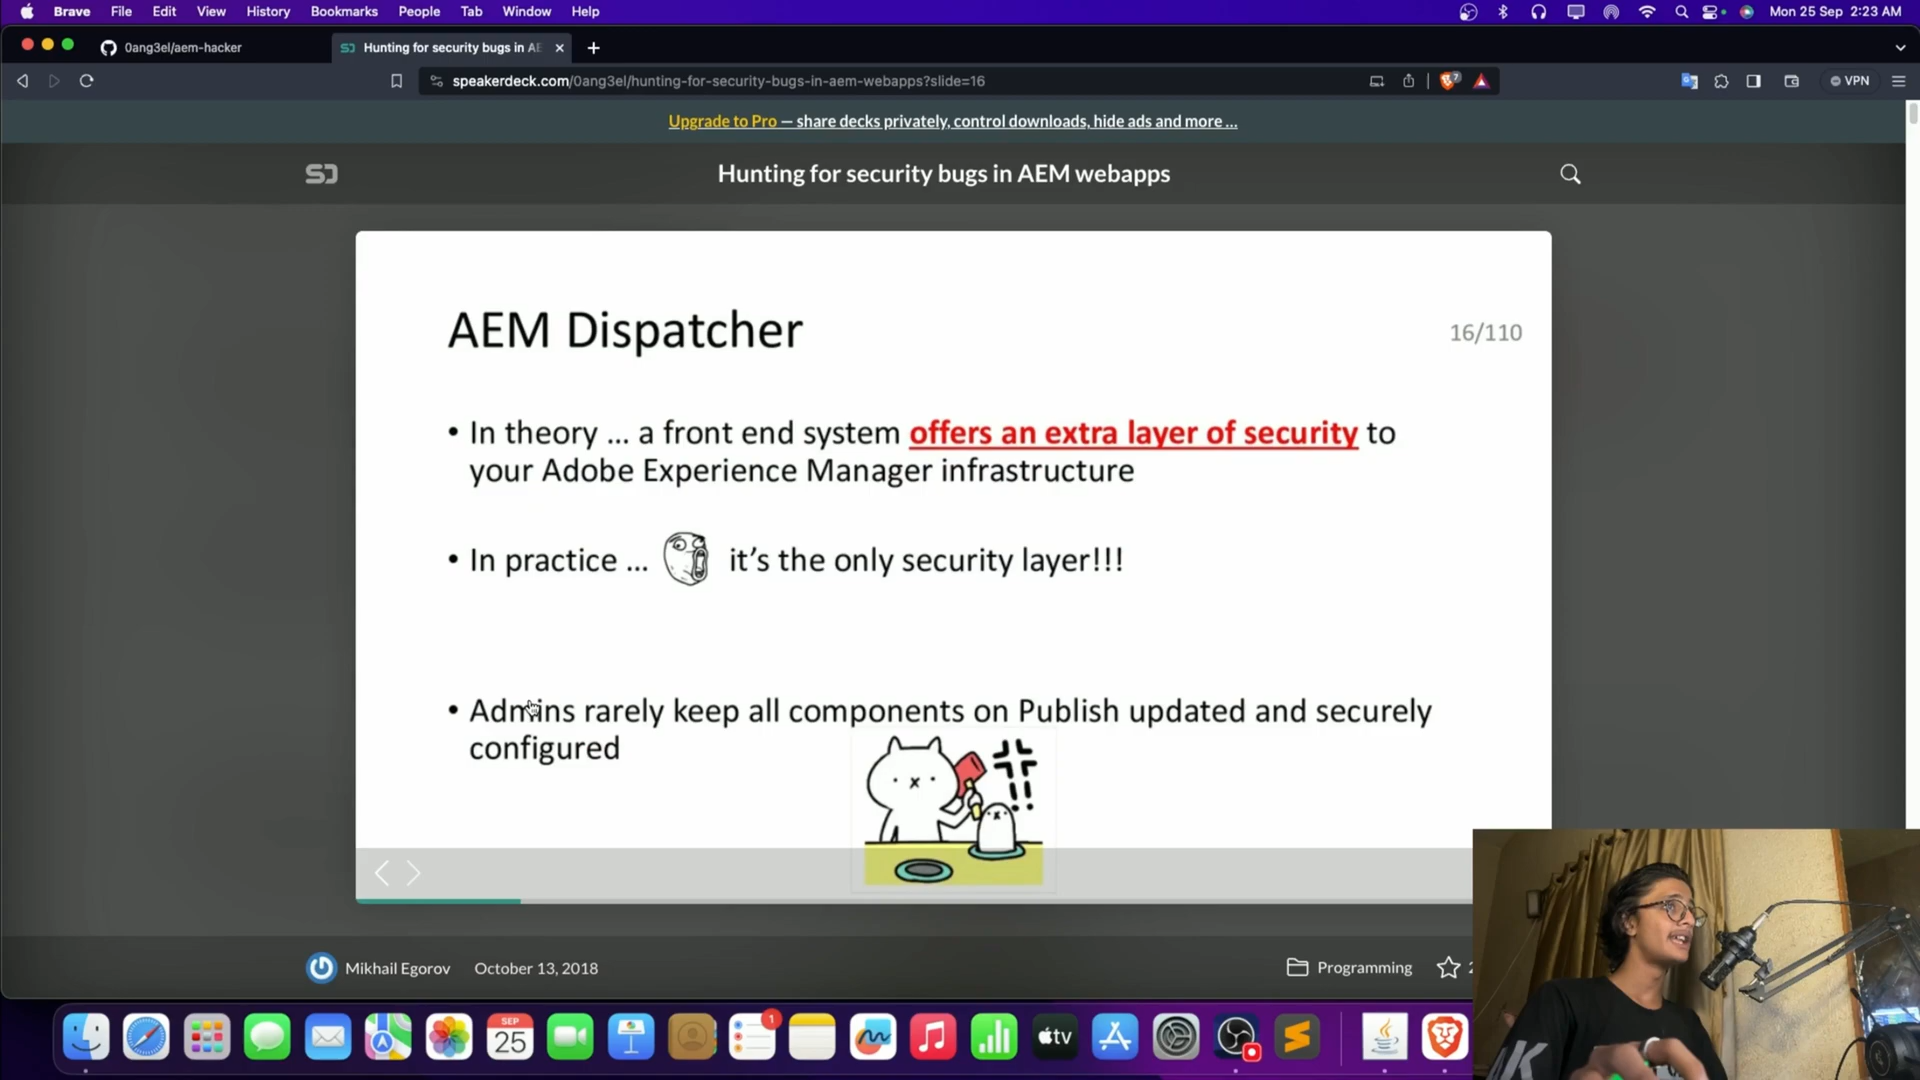 Brave File Edit View History Bookmarks People Tab Window Help Mon 25 Sep 2:23 AM
0ang3el/aem-hacker
Hunting for security bugs in AE
speakerdeck.com/0ang3el/hunting-for-security-bugs-in-aem-webapps?slide=16
7
VPN
Upgrade to Pro — share decks privately, control downloads, hide ads and more ...
Hunting for security bugs in AEM webapps
AEM Dispatcher
16/110
• In theory ... a front end system offers an extra layer of security to
your Adobe Experience Manager infrastructure
• In practice ... it's the only security layer!!!
• Admins rarely keep all components on Publish updated and securely
configured
!!
Mikhail Egorov October 13, 2018
Programming
SEP
25
1
tv